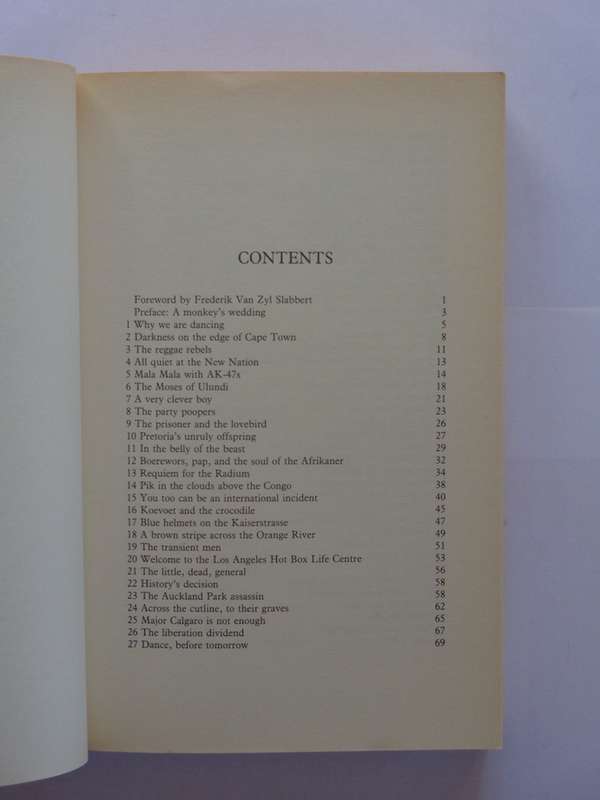 CONTENTS
Foreword by Frederik Van Zyl Slabbert 1
Preface: A monkey's wedding 3
1 Why we are dancing 5
2 Darkness on the edge of Cape Town 8
3 The reggae rebels 11
4 All quiet at the New Nation 13
5 Mala Mala with AK-47s 14
6 The Moses of Ulundi 18
7 A very clever boy 21
8 The party poopers 23
9 The prisoner and the lovebird 26
10 Pretoria's unruly offspring 27
11 In the belly of the beast 29
12 Boerewors, pap, and the soul of the Afrikaner 32
13 Requiem for the Radium 34
14 Pik in the clouds above the Congo 38
15 You too can be an international incident 40
16 Koevoet and the crocodile 45
17 Blue helmets on the Kaiserstrasse 47
18 A brown stripe across the Orange River 49
19 The transient men 51
20 Welcome to the Los Angeles Hot Box Life Centre 53
21 The little, dead, general 56
22 History's decision 58
23 The Auckland Park assassin 58
24 Across the cutline, to their graves 62
25 Major Calgaro is not enough 65
26 The liberation dividend 67
27 Dance, before tomorrow 69